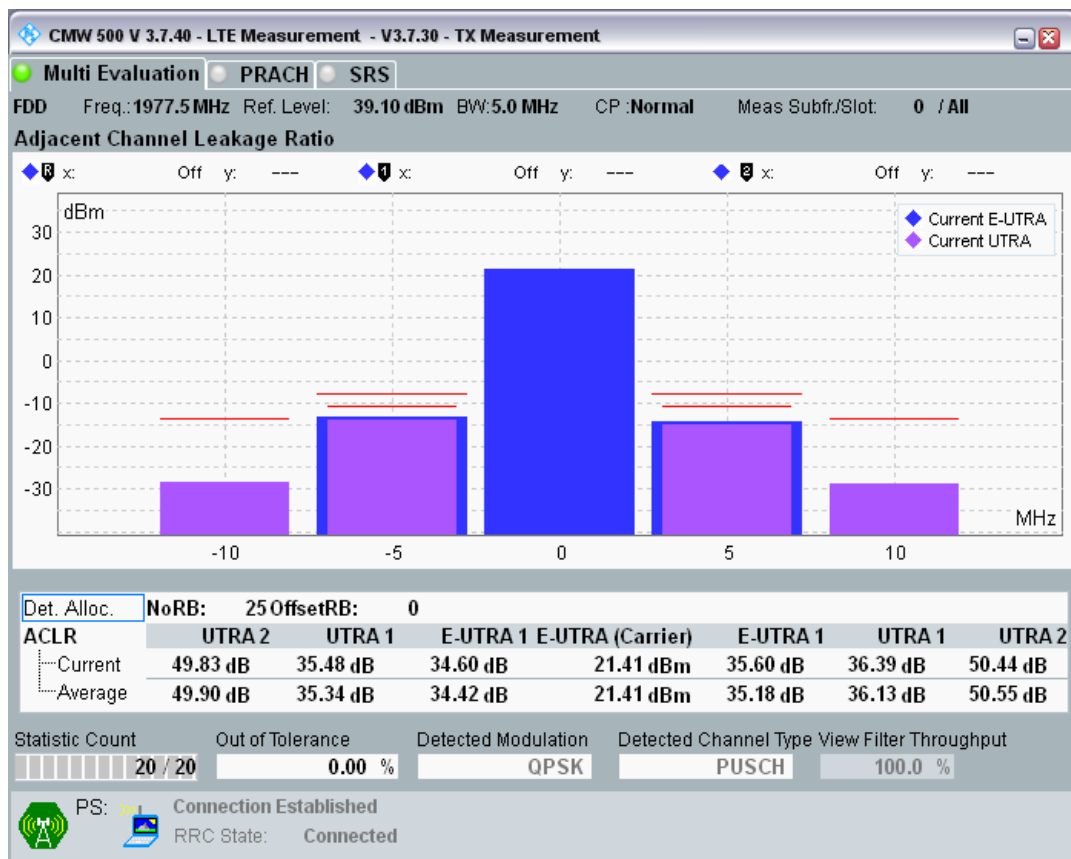 CMW 500 V 3.7.40 - LTE Measurement - V3.7.30 - TX Measurement
Multi Evaluation PRACH SRS
FDD Freq.:1977.5 MHz Ref. Level: 39.10 dBm BW:5.0 MHz CP :Normal Meas Subfr./Slot: 0 / All
Adjacent Channel Leakage Ratio
R x: Off y: --- 1 x: Off y: --- 2 x: Off y: ---
dBm
Current E-UTRA
Current UTRA
30
20
10
0
-10
-20
-30
MHz
-10 -5 0 5 10
Det. Alloc. NoRB: 25 OffsetRB: 0
ACLR UTRA 2 UTRA 1 E-UTRA 1 E-UTRA (Carrier) E-UTRA 1 UTRA 1 UTRA 2
Current 49.83 dB 35.48 dB 34.60 dB 21.41 dBm 35.60 dB 36.39 dB 50.44 dB
Average 49.90 dB 35.34 dB 34.42 dB 21.41 dBm 35.18 dB 36.13 dB 50.55 dB
Statistic Count Out of Tolerance Detected Modulation Detected Channel Type View Filter Throughput
20 / 20 0.00 % QPSK PUSCH 100.0 %
PS: Connection Established
RRC State: Connected